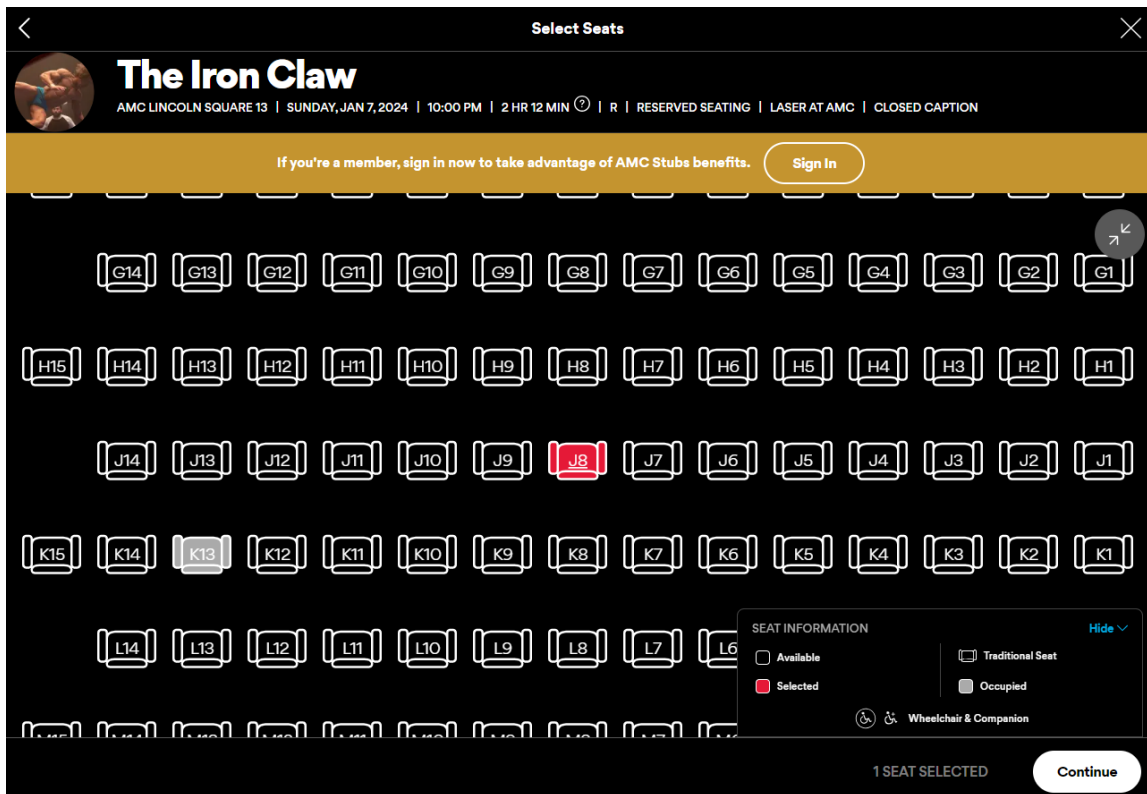 Select Seats
The Iron Claw
AMC LINCOLN SQUARE 13 | SUNDAY, JAN 7, 2024 | 10:00 PM | 2 HR 12 MIN ? | R | RESERVED SEATING | LASER AT AMC | CLOSED CAPTION
If you're a member, sign in now to take advantage of AMC Stubs benefits. Sign In
G14 G13 G12 G11 G10 G9 G8 G7 G6 G5 G4 G3 G2 G1
H15 H14 H13 H12 H11 H10 H9 H8 H7 H6 H5 H4 H3 H2 H1
J14 J13 J12 J11 J10 J9 J8 J7 J6 J5 J4 J3 J2 J1
K15 K14 K13 K12 K11 K10 K9 K8 K7 K6 K5 K4 K3 K2 K1
L14 L13 L12 L11 L10 L9 L8 L7 L6
SEAT INFORMATION Hide
Available Traditional Seat
Selected Occupied
Wheelchair & Companion
1 SEAT SELECTED Continue